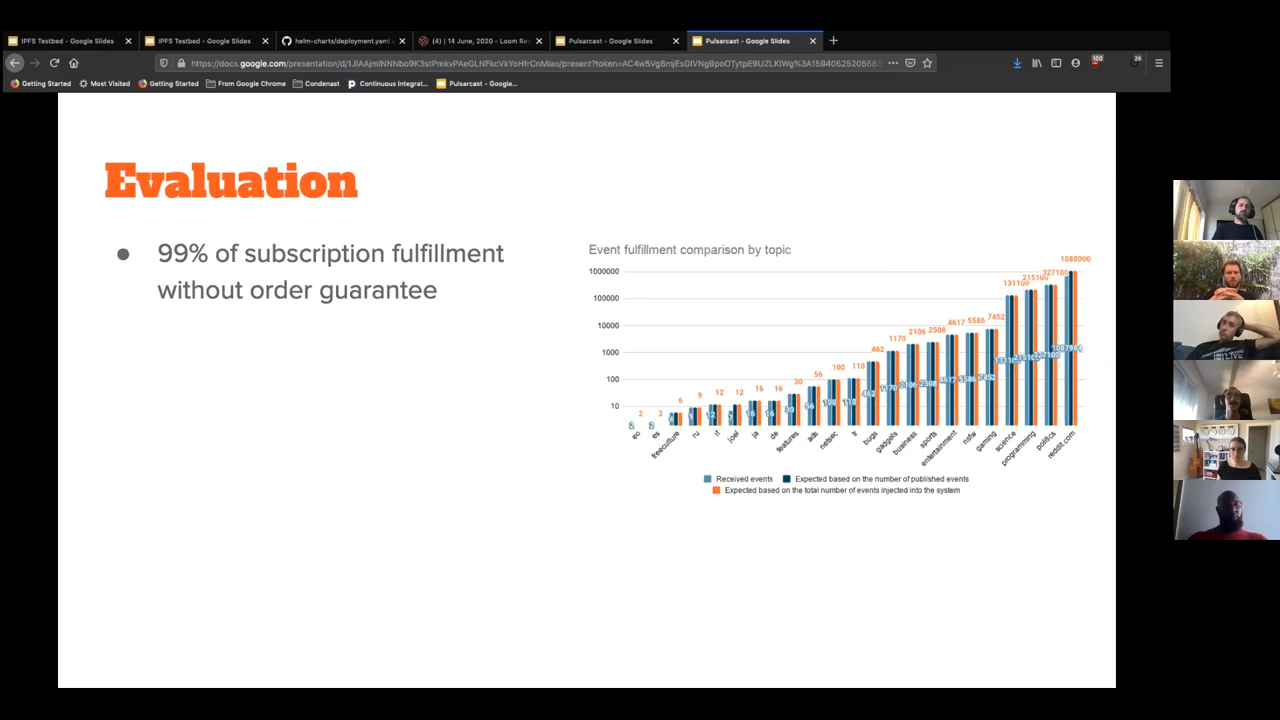 IPFS Testbed - Google Slides
IPFS Testbed - Google Slides
helm-charts/deployment.yaml
(4) | 14 June, 2020 - Loom Re
Pulsarcast - Google Slides
Pulsarcast - Google Slides
100
26
Getting Started
Most Visited
Getting Started
From Google Chrome
Condenast
Continuous Integrat...
Pulsarcast - Google...
Evaluation
99% of subscription fulfillment
without order guarantee
Event fulfillment comparison by topic
1000000
100000
10000
1000
100
10
2
2
6
9
12
12
16
16
30
56
100
110
462
1170
2106
2508
4617
5586
7452
131100
215100
327100
1088000
eo
es
freeculture
ru
it
joel
ja
de
features
ads
netsec
tr
bugs
gadgets
business
sports
entertainment
nsfw
gaming
science
programming
politics
reddit.com
Received events
Expected based on the number of published events
Expected based on the total number of events injected into the system